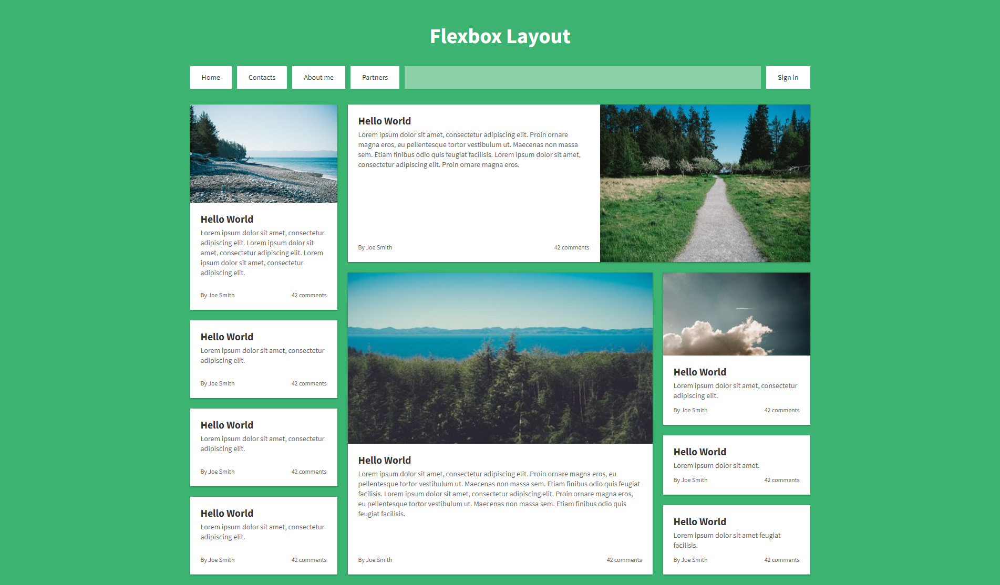 Flexbox Layout
Home Contacts About me Partners Sign in
Hello World
Lorem ipsum dolor sit amet, consectetur
adipiscing elit. Lorem ipsum dolor sit
amet, consectetur adipiscing elit. Lorem
ipsum dolor sit amet, consectetur
adipiscing elit.
By Joe Smith 42 comments
Hello World
Lorem ipsum dolor sit amet, consectetur
adipiscing elit.
By Joe Smith 42 comments
Hello World
Lorem ipsum dolor sit amet, consectetur
adipiscing elit.
By Joe Smith 42 comments
Hello World
Lorem ipsum dolor sit amet, consectetur
adipiscing elit.
By Joe Smith 42 comments
Hello World
Lorem ipsum dolor sit amet, consectetur adipiscing elit. Proin ornare
magna eros, eu pellentesque tortor vestibulum ut. Maecenas non massa
sem. Etiam finibus odio quis feugiat facilisis. Lorem ipsum dolor sit amet,
consectetur adipiscing elit. Proin ornare magna eros.
By Joe Smith 42 comments
Hello World
Lorem ipsum dolor sit amet, consectetur adipiscing elit. Proin ornare magna eros, eu
pellentesque tortor vestibulum ut. Maecenas non massa sem. Etiam finibus odio quis feugiat
facilisis. Lorem ipsum dolor sit amet, consectetur adipiscing elit. Proin ornare magna eros,
eu pellentesque tortor vestibulum ut. Maecenas non massa sem. Etiam finibus odio quis
feugiat facilisis.
By Joe Smith 42 comments
Hello World
Lorem ipsum dolor sit amet, consectetur
adipiscing elit.
By Joe Smith 42 comments
Hello World
Lorem ipsum dolor sit amet.
By Joe Smith 42 comments
Hello World
Lorem ipsum dolor sit amet feugiat
facilisis.
By Joe Smith 42 comments